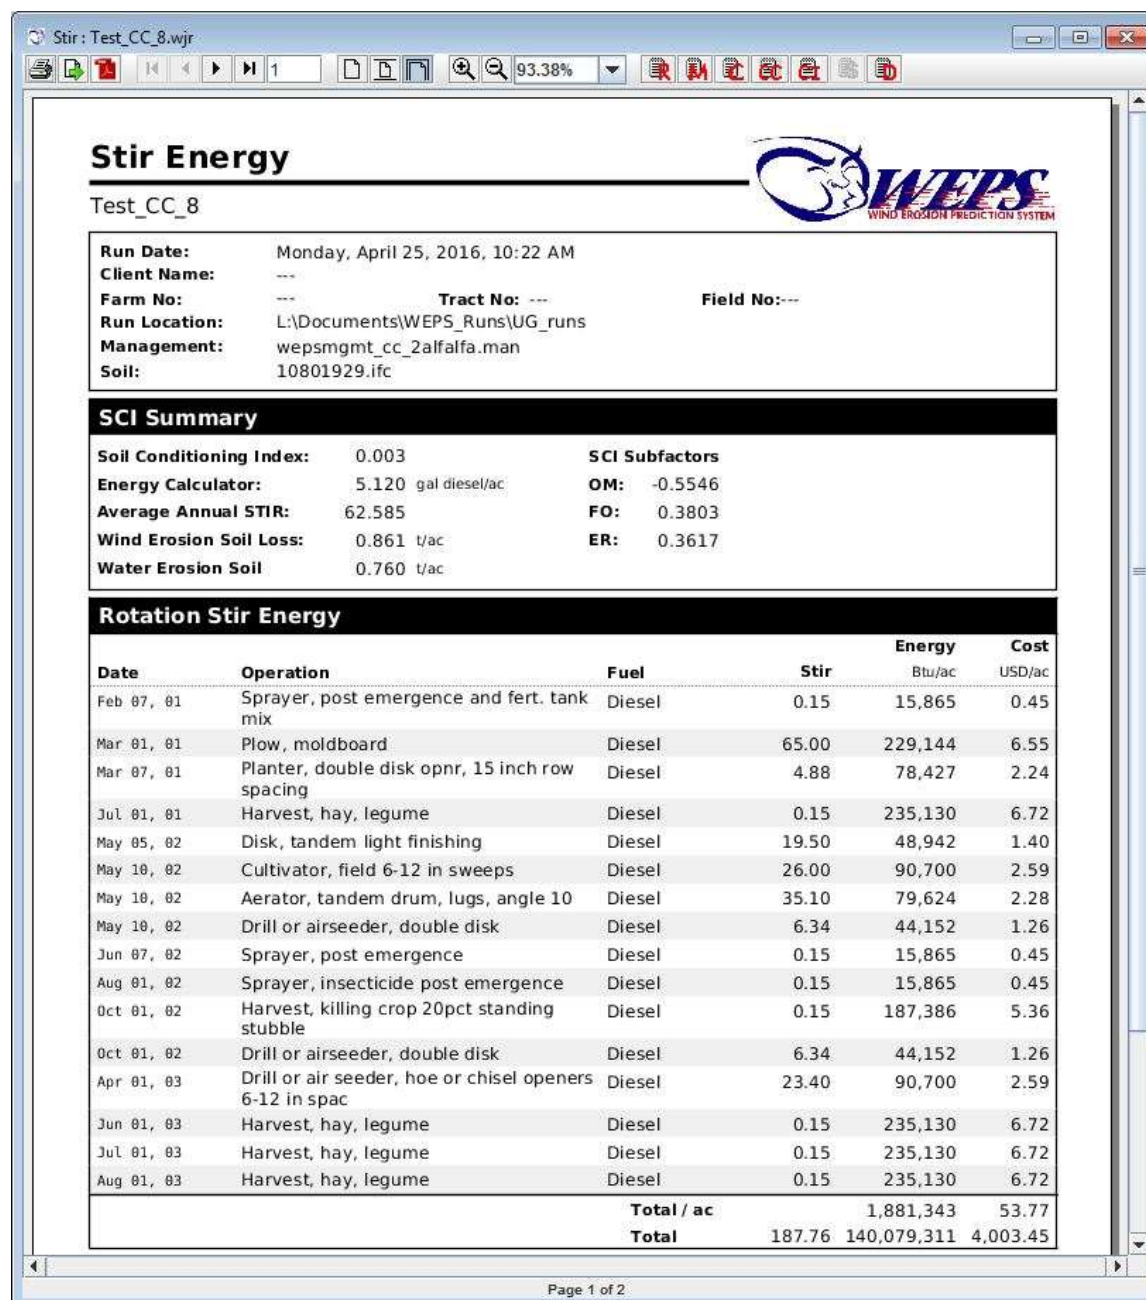 Stir : Test_CC_8.wjr
1 93.38% R M C CC CI S D
Stir Energy
WEPS
WIND EROSION PREDICTION SYSTEM
Test_CC_8
Run Date: Monday, April 25, 2016, 10:22 AM
Client Name: ---
Farm No: --- Tract No: --- Field No:---
Run Location: L:\Documents\WEPS_Runs\UG_runs
Management: wepsmgmt_cc_2alfalfa.man
Soil: 10801929.ifc
SCI Summary
Soil Conditioning Index: 0.003 SCI Subfactors
Energy Calculator: 5.120 gal diesel/ac OM: -0.5546
Average Annual STIR: 62.585 FO: 0.3803
Wind Erosion Soil Loss: 0.861 t/ac ER: 0.3617
Water Erosion Soil 0.760 t/ac
Rotation Stir Energy
Energy Cost
Date Operation Fuel Stir Btu/ac USD/ac
Feb 07, 01 Sprayer, post emergence and fert. tank Diesel 0.15 15,865 0.45
mix
Mar 01, 01 Plow, moldboard Diesel 65.00 229,144 6.55
Mar 07, 01 Planter, double disk opnr, 15 inch row Diesel 4.88 78,427 2.24
spacing
Jul 01, 01 Harvest, hay, legume Diesel 0.15 235,130 6.72
May 05, 02 Disk, tandem light finishing Diesel 19.50 48,942 1.40
May 10, 02 Cultivator, field 6-12 in sweeps Diesel 26.00 90,700 2.59
May 10, 02 Aerator, tandem drum, lugs, angle 10 Diesel 35.10 79,624 2.28
May 10, 02 Drill or airseeder, double disk Diesel 6.34 44,152 1.26
Jun 07, 02 Sprayer, post emergence Diesel 0.15 15,865 0.45
Aug 01, 02 Sprayer, insecticide post emergence Diesel 0.15 15,865 0.45
Oct 01, 02 Harvest, killing crop 20pct standing Diesel 0.15 187,386 5.36
stubble
Oct 01, 02 Drill or airseeder, double disk Diesel 6.34 44,152 1.26
Apr 01, 03 Drill or air seeder, hoe or chisel openers Diesel 23.40 90,700 2.59
6-12 in spac
Jun 01, 03 Harvest, hay, legume Diesel 0.15 235,130 6.72
Jul 01, 03 Harvest, hay, legume Diesel 0.15 235,130 6.72
Aug 01, 03 Harvest, hay, legume Diesel 0.15 235,130 6.72
Total / ac 1,881,343 53.77
Total 187.76 140,079,311 4,003.45
Page 1 of 2